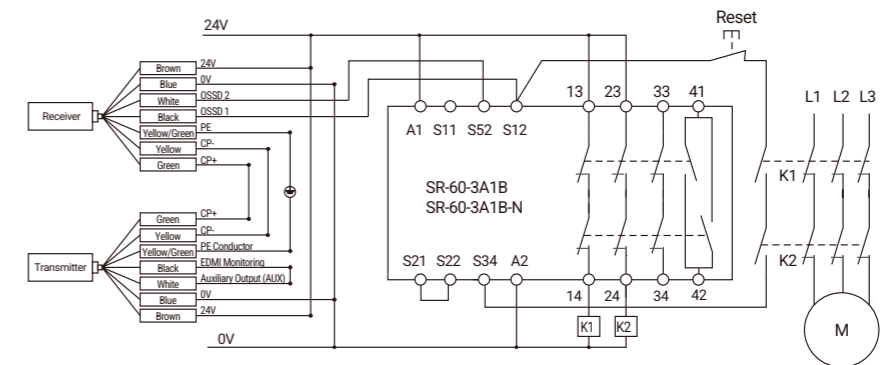 24V
Reset
Brown 24V
Blue 0V
White OSSD 2
Black OSSD 1
Yellow/Green PE
Yellow CP-
Green CP+
Receiver
13 23 33 41
A1 S11 S52 S12
L1 L2 L3
K1
SR-60-3A1B
SR-60-3A1B-N
Green CP+
Yellow CP-
Yellow/Green PE Conductor
Black EDMI Monitoring
White Auxilary Output (AUX)
Blue 0V
Brown 24V
Transmitter
S21 S22 S34 A2
K2
14 24 34 42
K1 K2
M
0V